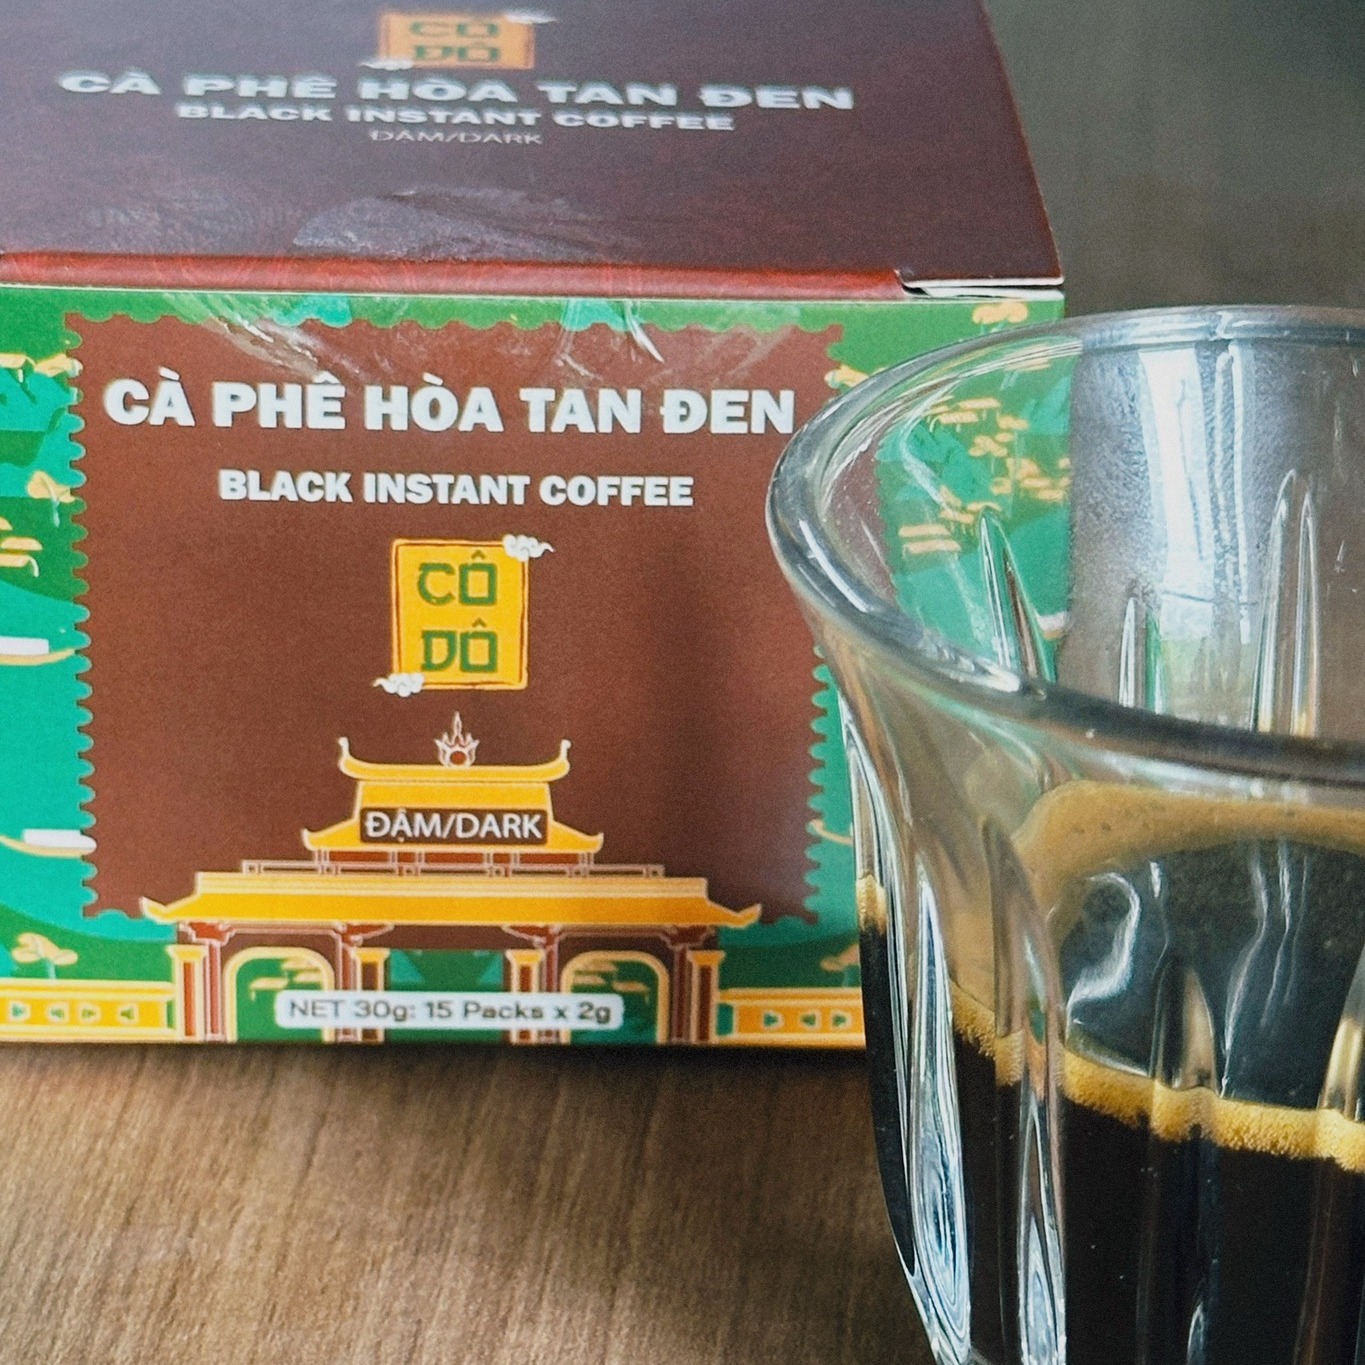 CÔ
ĐÔ
CÀ PHÊ HÒA TAN ĐEN
BLACK INSTANT COFFEE
ĐẬM/DARK
CÀ PHÊ HÒA TAN ĐEN
BLACK INSTANT COFFEE
CÔ
ĐÔ
ĐẬM/DARK
NET 30g: 15 Packs x 2g